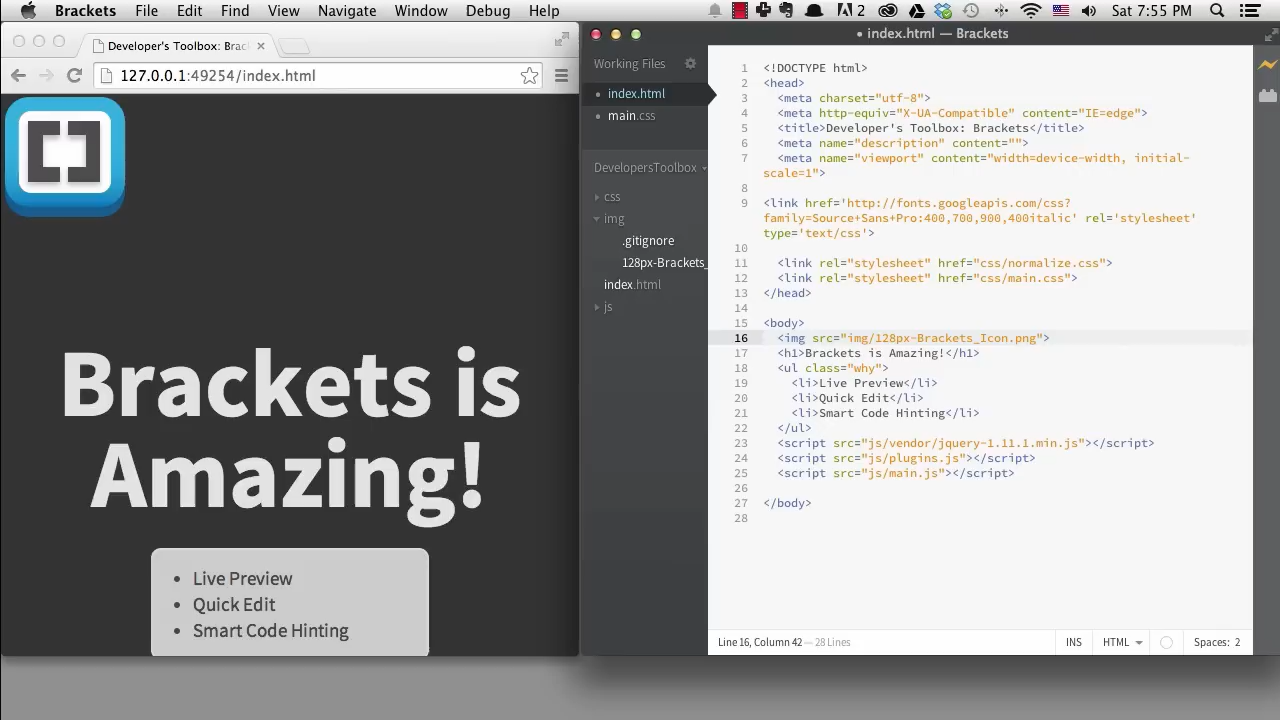 Brackets File Edit Find View Navigate Window Debug Help
2
Sat 7:55 PM
Developer's Toolbox: Brac
127.0.0.1:49254/index.html
Brackets is
Amazing!
Live Preview
Quick Edit
Smart Code Hinting
index.html — Brackets
Working Files
index.html
main.css
DevelopersToolbox
css
img
.gitignore
128px-Brackets_
index.html
js
1 <!DOCTYPE html>
2 <head>
3 <meta charset="utf-8">
4 <meta http-equiv="X-UA-Compatible" content="IE=edge">
5 <title>Developer's Toolbox: Brackets</title>
6 <meta name="description" content="">
7 <meta name="viewport" content="width=device-width, initial-
scale=1">
8
9 <link href='http://fonts.googleapis.com/css?
family=Source+Sans+Pro:400,700,900,400italic' rel='stylesheet'
type='text/css'>
10
11 <link rel="stylesheet" href="css/normalize.css">
12 <link rel="stylesheet" href="css/main.css">
13 </head>
14
15 <body>
16 <img src="img/128px-Brackets_Icon.png">
17 <h1>Brackets is Amazing!</h1>
18 <ul class="why">
19 <li>Live Preview</li>
20 <li>Quick Edit</li>
21 <li>Smart Code Hinting</li>
22 </ul>
23 <script src="js/vendor/jquery-1.11.1.min.js"></script>
24 <script src="js/plugins.js"></script>
25 <script src="js/main.js"></script>
26
27 </body>
28
Line 16, Column 42 — 28 Lines
INS HTML Spaces: 2